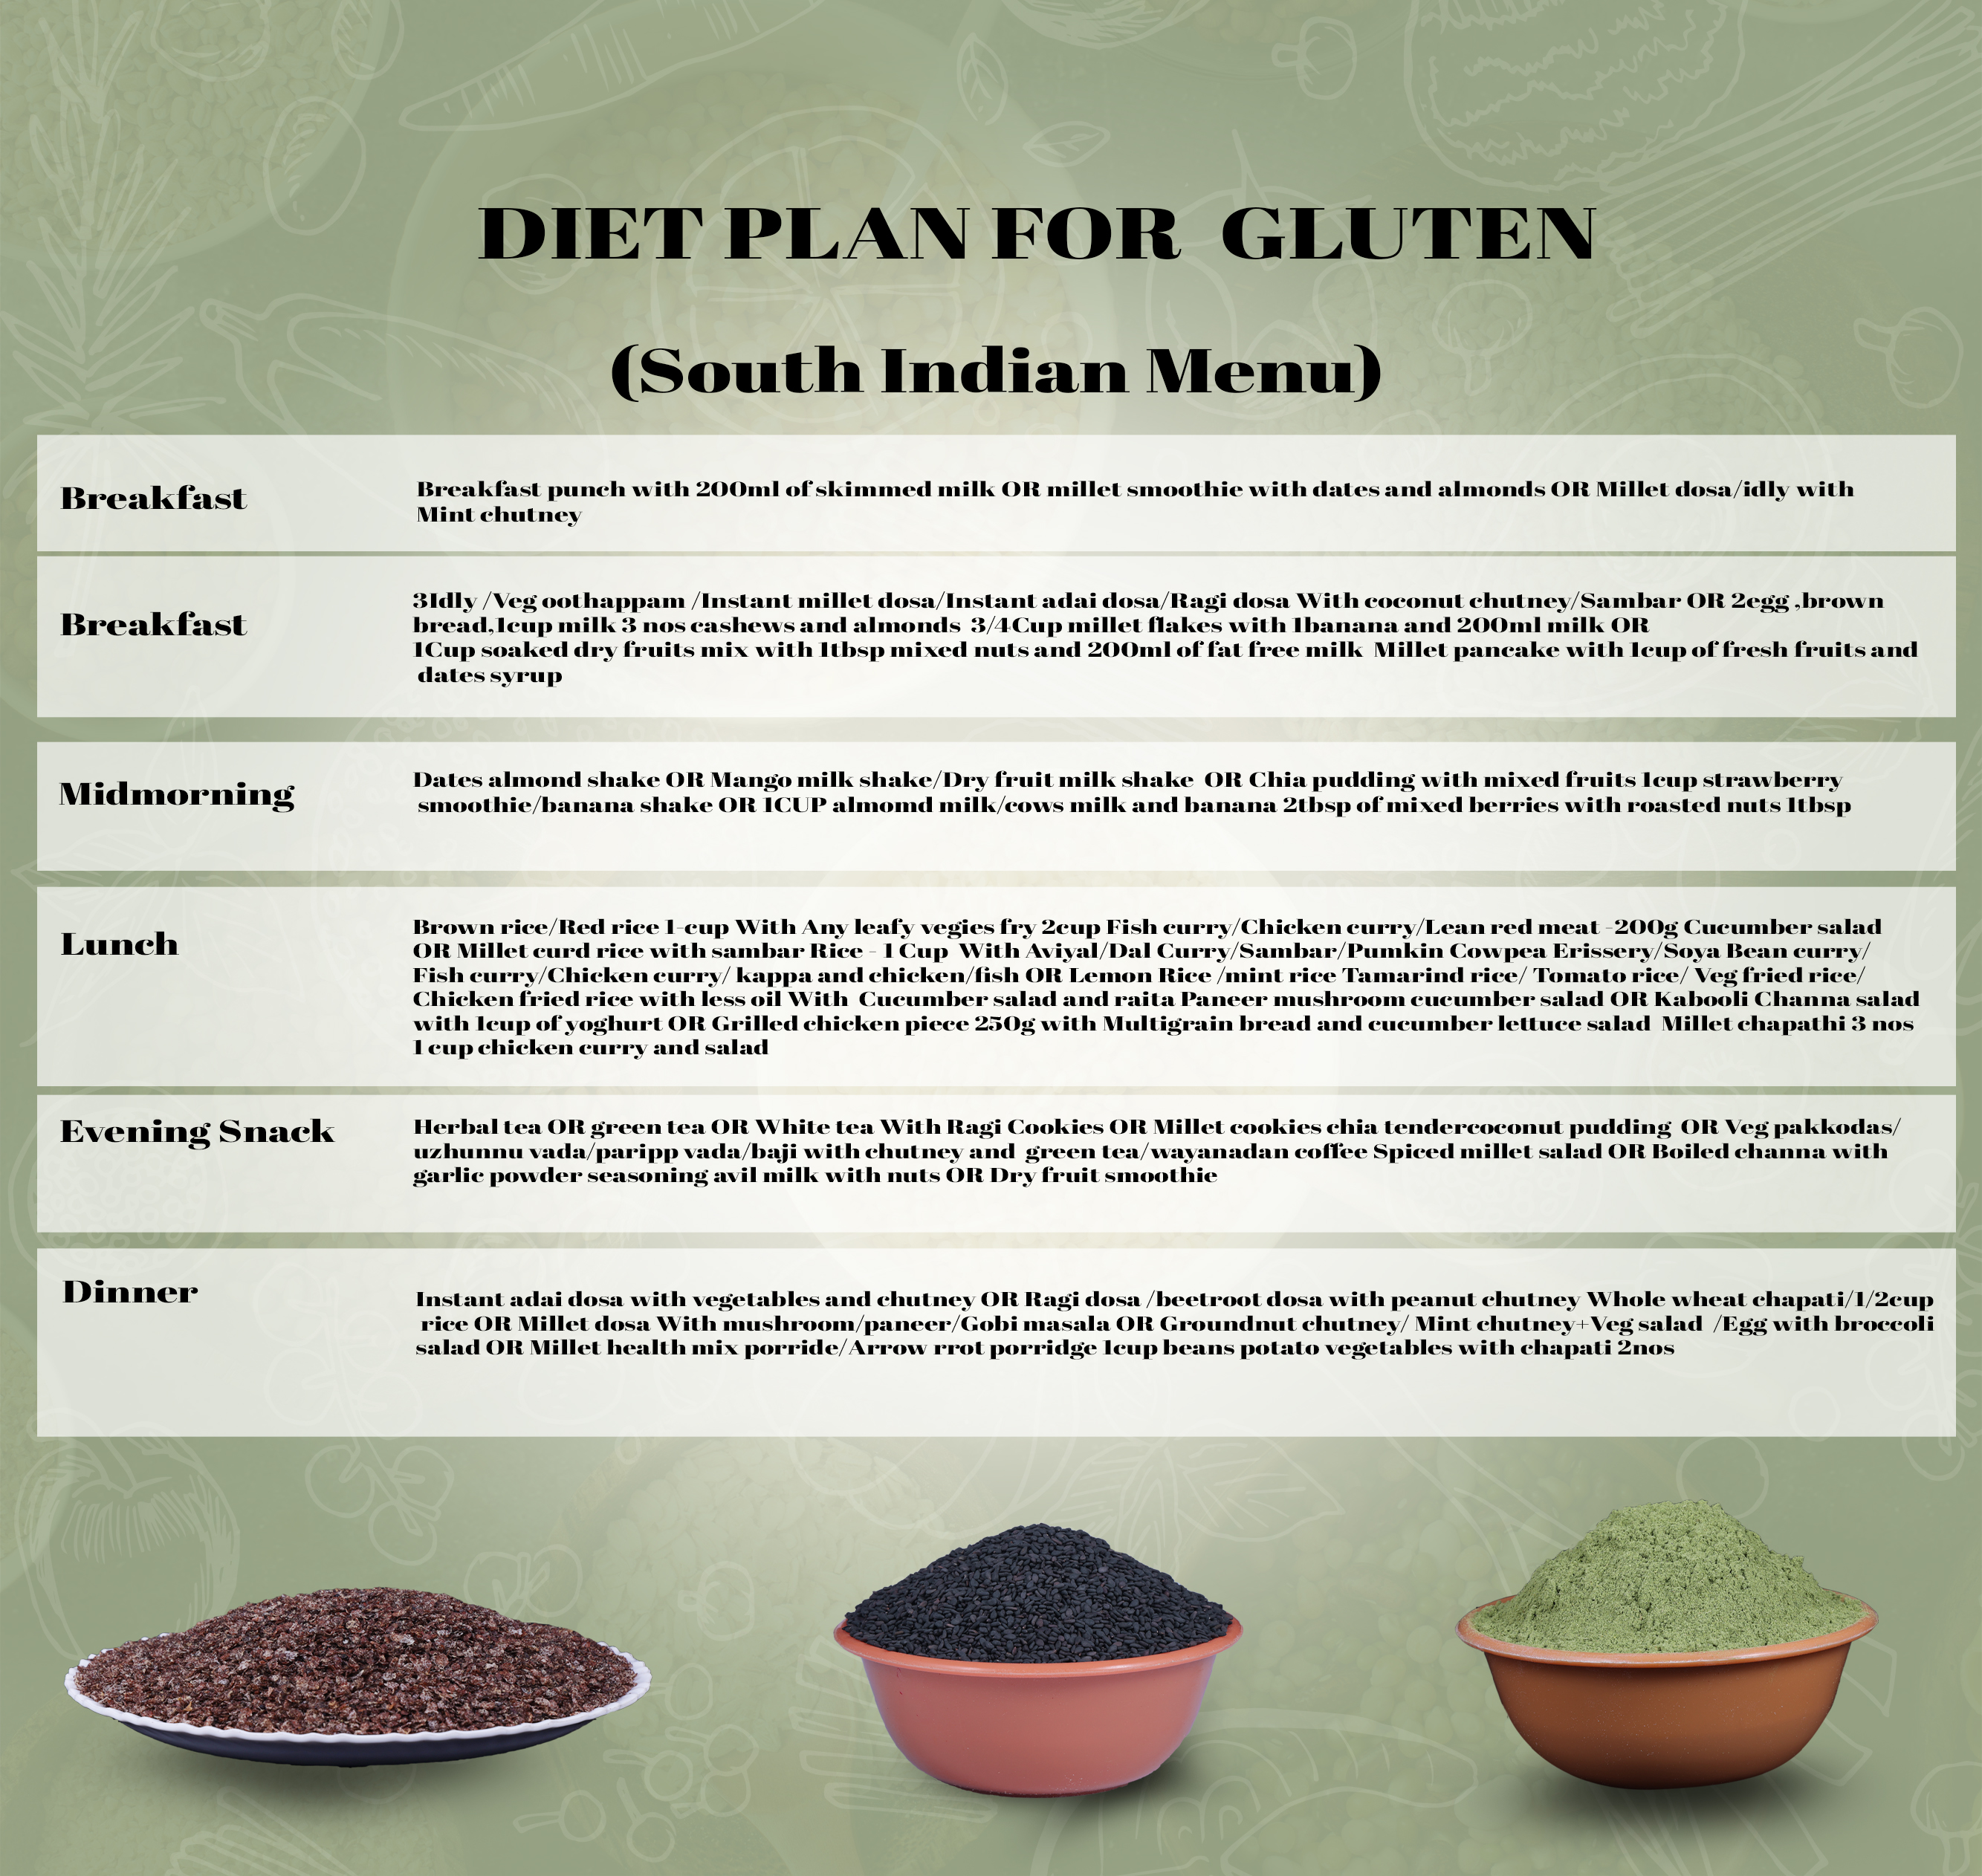 DIET PLAN FOR GLUTEN
(South Indian Menu)
Breakfast
Breakfast punch with 200ml of skimmed milk OR millet smoothie with dates and almonds OR Millet dosa/idly with
Mint chutney
Breakfast
3Idly /Veg oothappam /Instant millet dosa/Instant adai dosa/Ragi dosa With coconut chutney/Sambar OR 2egg ,brown
bread,1cup milk 3 nos cashews and almonds 3/4Cup millet flakes with 1banana and 200ml milk OR
1Cup soaked dry fruits mix with 1tbsp mixed nuts and 200ml of fat free milk Millet pancake with 1cup of fresh fruits and
dates syrup
Midmorning
Dates almond shake OR Mango milk shake/Dry fruit milk shake OR Chia pudding with mixed fruits 1cup strawberry
smoothie/banana shake OR 1CUP almomd milk/cows milk and banana 2tbsp of mixed berries with roasted nuts 1tbsp
Lunch
Brown rice/Red rice 1-cup With Any leafy vegies fry 2cup Fish curry/Chicken curry/Lean red meat -200g Cucumber salad
OR Millet curd rice with sambar Rice - 1 Cup With Aviyal/Dal Curry/Sambar/Pumkin Cowpea Erissery/Soya Bean curry/
Fish curry/Chicken curry/ kappa and chicken/fish OR Lemon Rice /mint rice Tamarind rice/ Tomato rice/ Veg fried rice/
Chicken fried rice with less oil With Cucumber salad and raita Paneer mushroom cucumber salad OR Kabooli Channa salad
with 1cup of yoghurt OR Grilled chicken piece 250g with Multigrain bread and cucumber lettuce salad Millet chapathi 3 nos
1 cup chicken curry and salad
Evening Snack
Herbal tea OR green tea OR White tea With Ragi Cookies OR Millet cookies chia tendercoconut pudding OR Veg pakkodas/
uzhunnu vada/paripp vada/baji with chutney and green tea/wayanadan coffee Spiced millet salad OR Boiled channa with
garlic powder seasoning avil milk with nuts OR Dry fruit smoothie
Dinner
Instant adai dosa with vegetables and chutney OR Ragi dosa /beetroot dosa with peanut chutney Whole wheat chapati/1/2cup
rice OR Millet dosa With mushroom/paneer/Gobi masala OR Groundnut chutney/ Mint chutney+Veg salad /Egg with broccoli
salad OR Millet health mix porride/Arrow rrot porridge 1cup beans potato vegetables with chapati 2nos